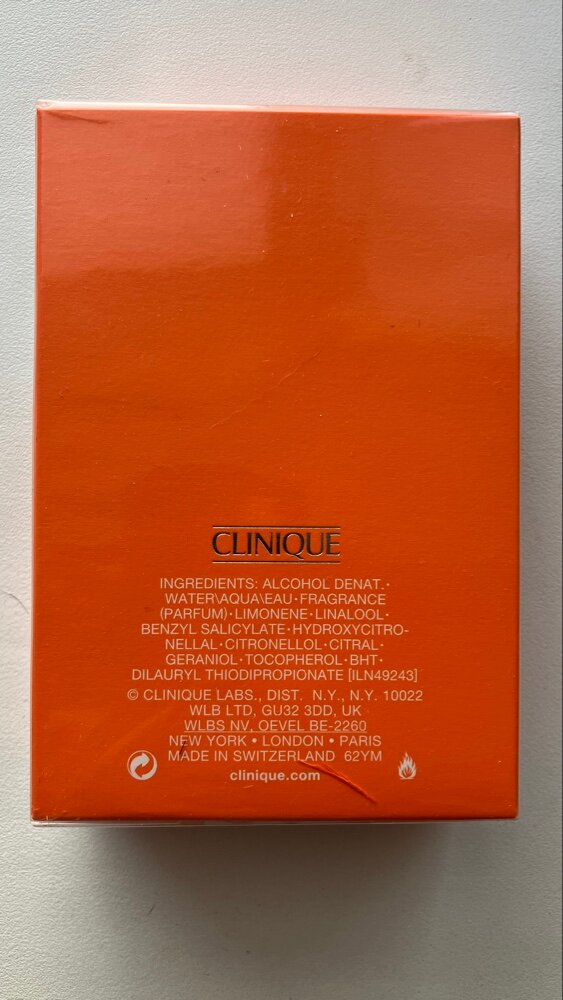 CLINIQUE
INGREDIENTS: ALCOHOL DENAT.•
WATER\AQUA\EAU•FRAGRANCE
(PARFUM)•LIMONENE•LINALOOL•
BENZYL SALICYLATE•HYDROXYCITRO-
NELLAL•CITRONELLOL•CITRAL•
GERANIOL•TOCOPHEROL•BHT•
DILAURYL THIODIPROPIONATE [ILN49243]
© CLINIQUE LABS., DIST. N.Y., N.Y. 10022
WLB LTD, GU32 3DD, UK
WLBS NV, OEVEL BE-2260
NEW YORK • LONDON • PARIS
MADE IN SWITZERLAND 62YM
clinique.com